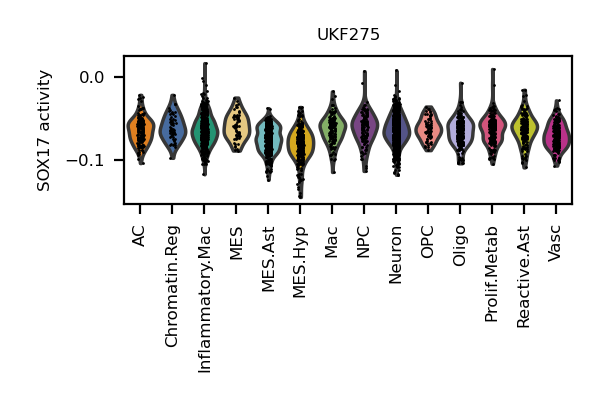 UKF275
SOX17 activity
0.0
−0.1
AC
Chromatin.Reg
Inflammatory.Mac
MES
MES.Ast
MES.Hyp
Mac
NPC
Neuron
OPC
Oligo
Prolif.Metab
Reactive.Ast
Vasc